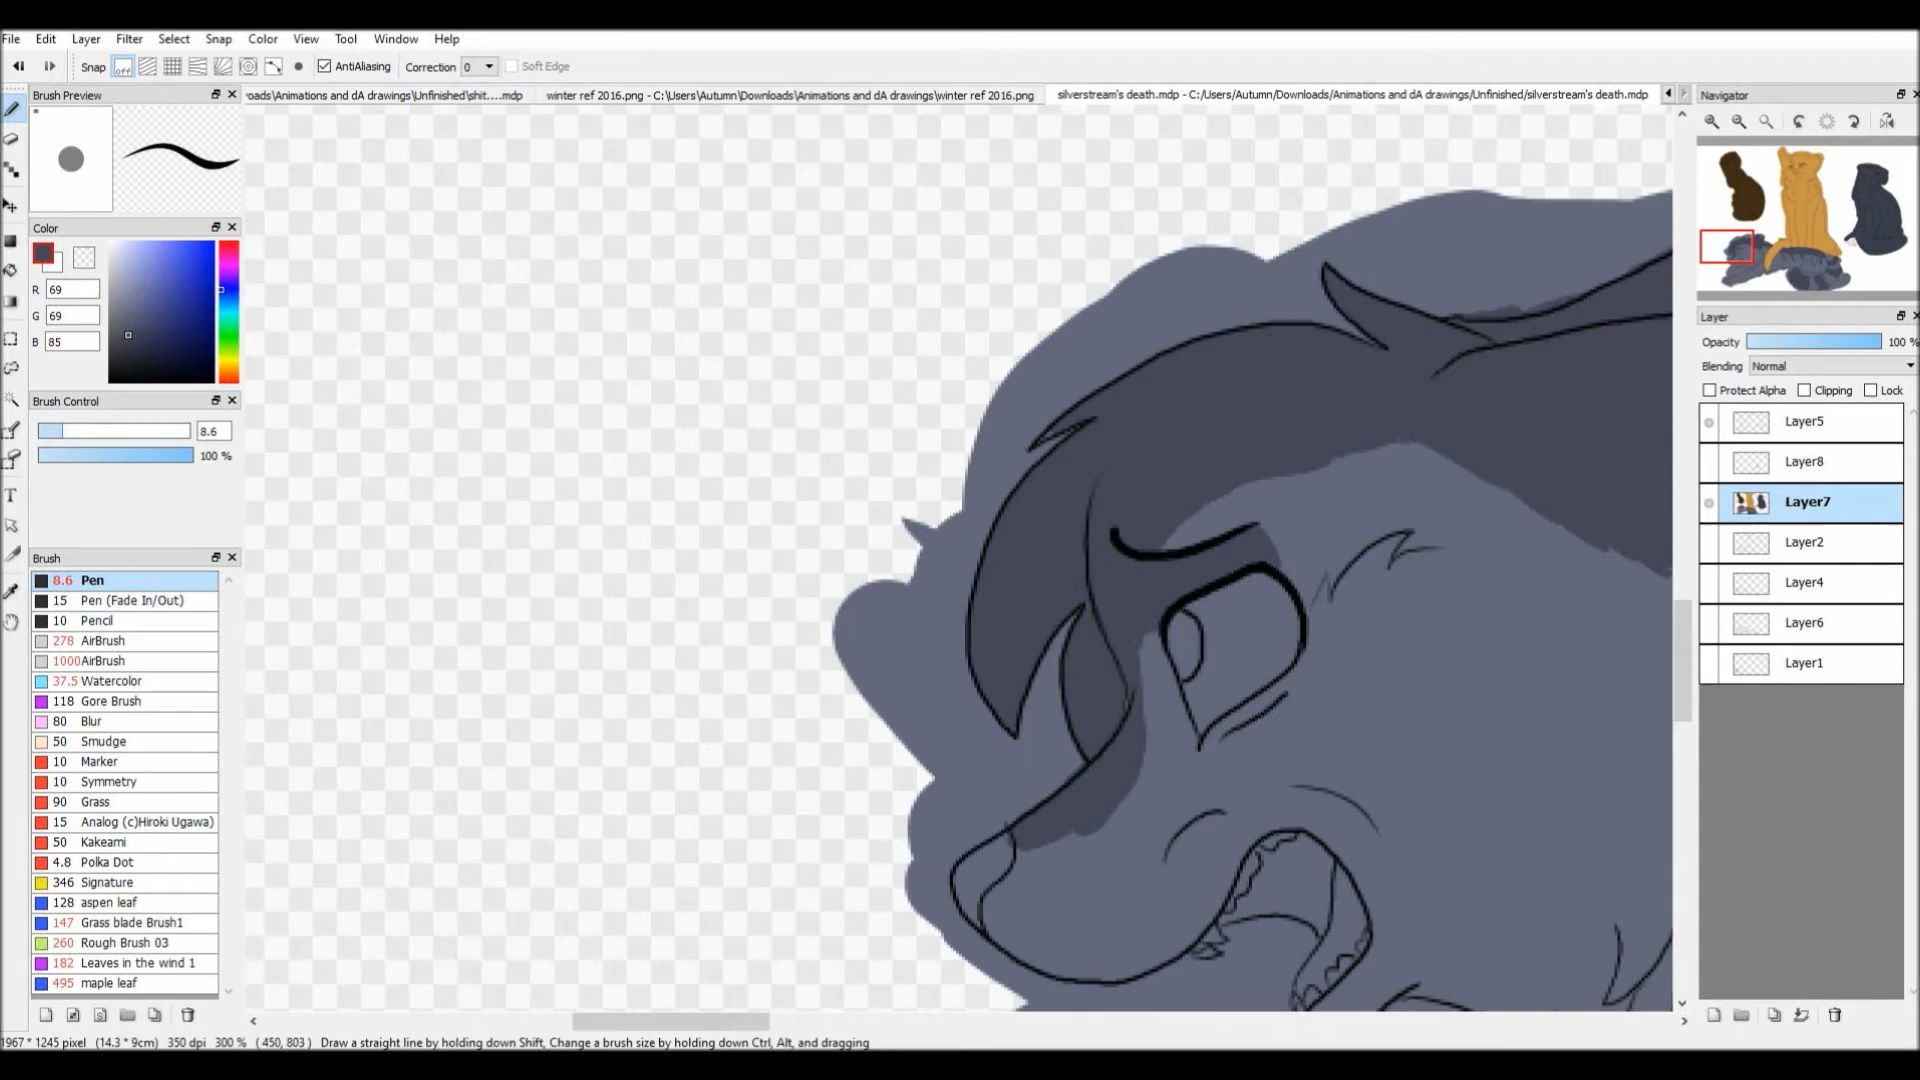 File Edit Layer Filter Select Snap Color View Tool Window Help
Snap off AntiAliasing Correction 0 Soft Edge
Brush Preview
oads\Animations and dA drawings\Unfinished\shit....mdp
winter ref 2016.png - C:\Users\Autumn\Downloads\Animations and dA drawings\winter ref 2016.png
silverstream's death.mdp - C:/Users/Autumn/Downloads/Animations and dA drawings/Unfinished/silverstream's death.mdp
Navigator
*
Color
R 69
G 69
B 85
Brush Control
8.6
100 %
Brush
8.6 Pen
15 Pen (Fade In/Out)
10 Pencil
278 AirBrush
1000 AirBrush
37.5 Watercolor
118 Gore Brush
80 Blur
50 Smudge
10 Marker
10 Symmetry
90 Grass
15 Analog (c)Hiroki Ugawa)
50 Kakeami
4.8 Polka Dot
346 Signature
128 aspen leaf
147 Grass blade Brush1
260 Rough Brush 03
182 Leaves in the wind 1
495 maple leaf
Layer
Opacity 100 %
Blending Normal
Protect Alpha Clipping Lock
Layer5
Layer8
Layer7
Layer2
Layer4
Layer6
Layer1
1967 * 1245 pixel (14.3 * 9cm) 350 dpi 300 % ( 450, 803 ) Draw a straight line by holding down Shift, Change a brush size by holding down Ctrl, Alt, and dragging